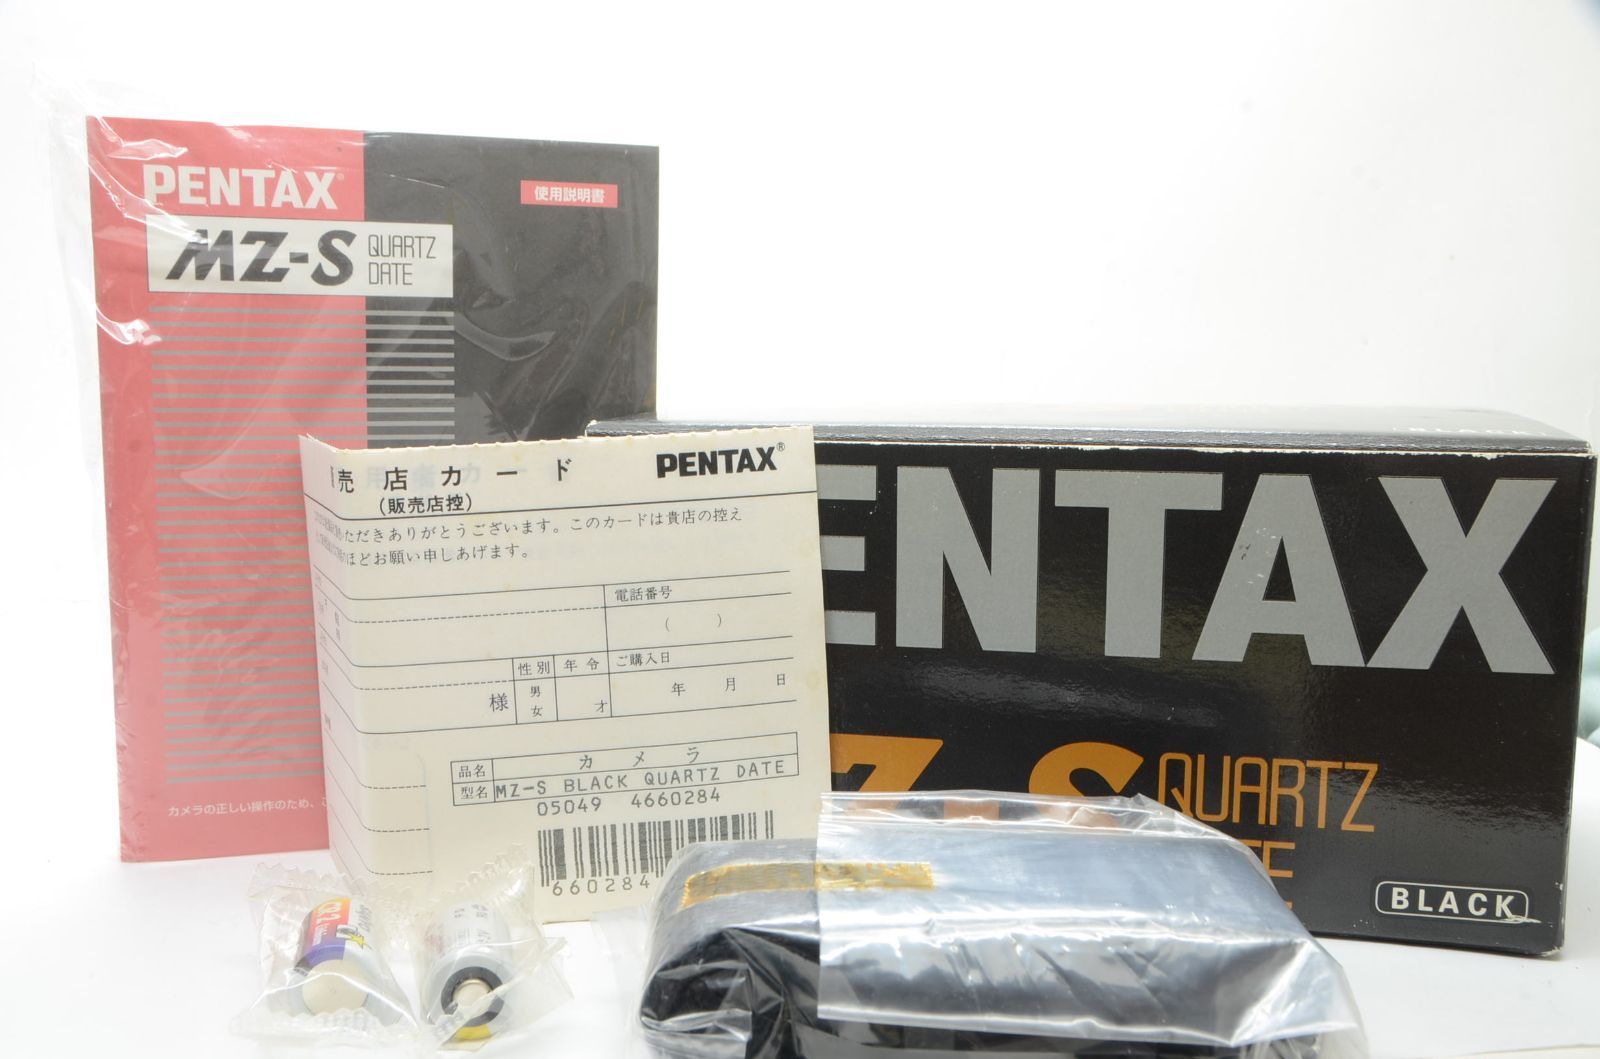 PENTAX®
使用説明書
MZ-S QUARTZ DATE
カメラの正しい操作のため、
売店カード
PENTAX®
(販売店控)
ただきありがとうございます。このカードは貴店の控え
のほどお願い申しあげます。
電話番号
( )
性別 年令 ご購入日
様 男 女 才 年 月 日
品名 カメラ
型名 MZ-S BLACK QUARTZ DATE
05049 4660284
660284
ENTAX
Z-S QUARTZ
BLACK
CR2
SANYO